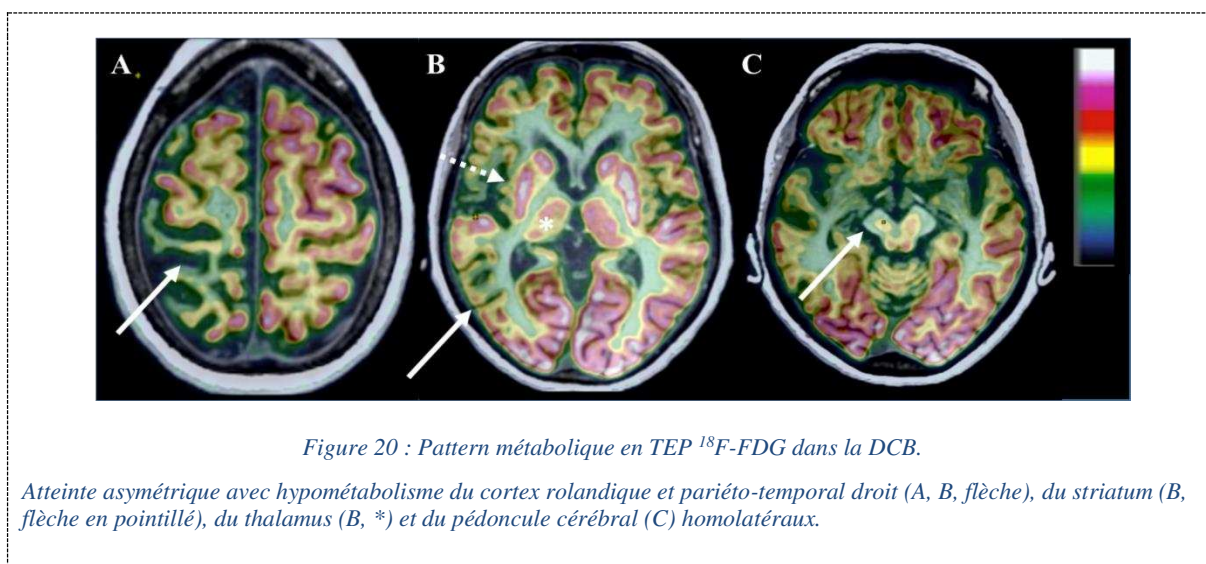 A
B
C
*
Figure 20 : Pattern métabolique en TEP ¹⁸F-FDG dans la DCB.
Atteinte asymétrique avec hypométabolisme du cortex rolandique et pariéto-temporal droit (A, B, flèche), du striatum (B,
flèche en pointillé), du thalamus (B, *) et du pédoncule cérébral (C) homolatéraux.